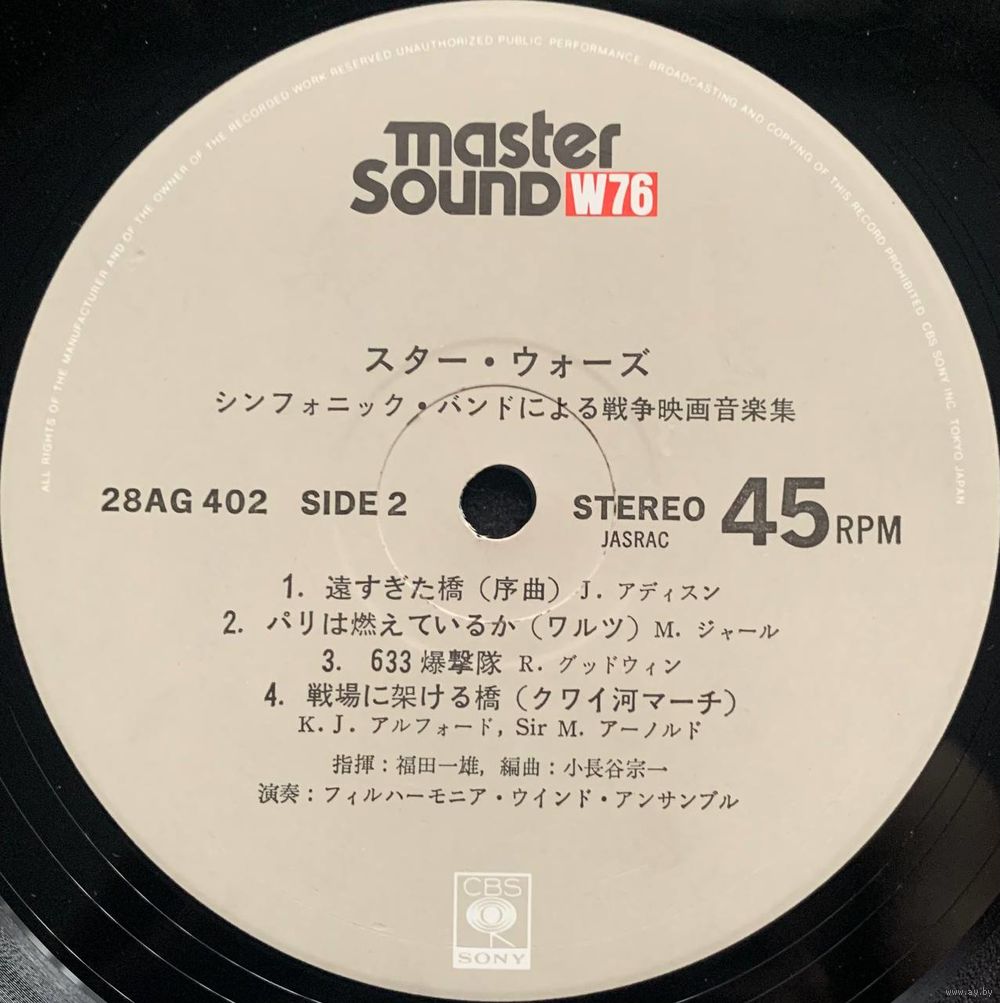 ALL RIGHTS OF THE MANUFACTURER AND OF THE OWNER OF THE RECORDED WORK RESERVED UNAUTHORIZED PUBLIC PERFORMANCE. BROADCASTING AND COPYING OF THIS RECORD PROHIBITED CBS SONY INC. TOKYO JAPAN
master
Sound W76
スター・ウォーズ
シンフォニック・バンドによる戦争映画音楽集
28AG 402 SIDE 2 STEREO 45 RPM
JASRAC
1. 遠すぎた橋（序曲）J. アディスン
2. パリは燃えているか（ワルツ）M. ジャール
3. 633爆撃隊 R. グッドウィン
4. 戦場に架ける橋（クワイ河マーチ）
K.J. アルフォード, Sir M. アーノルド
指揮：福田一雄, 編曲：小長谷宗一
演奏：フィルハーモニア・ウインド・アンサンブル
CBS
SONY
www.ay.by